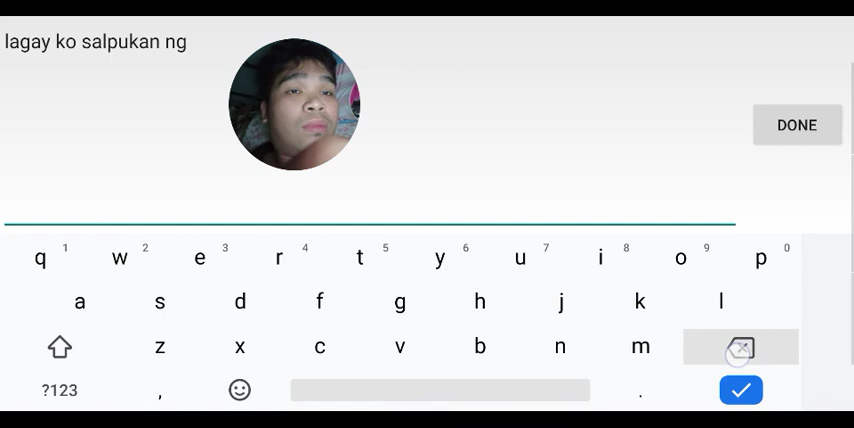 lagay ko salpukan ng
DONE
q 1 w 2 e 3 r 4 t 5 y 6 u 7 i 8 o 9 p 0
a s d f g h j k l
z x c v b n m
?123 , .